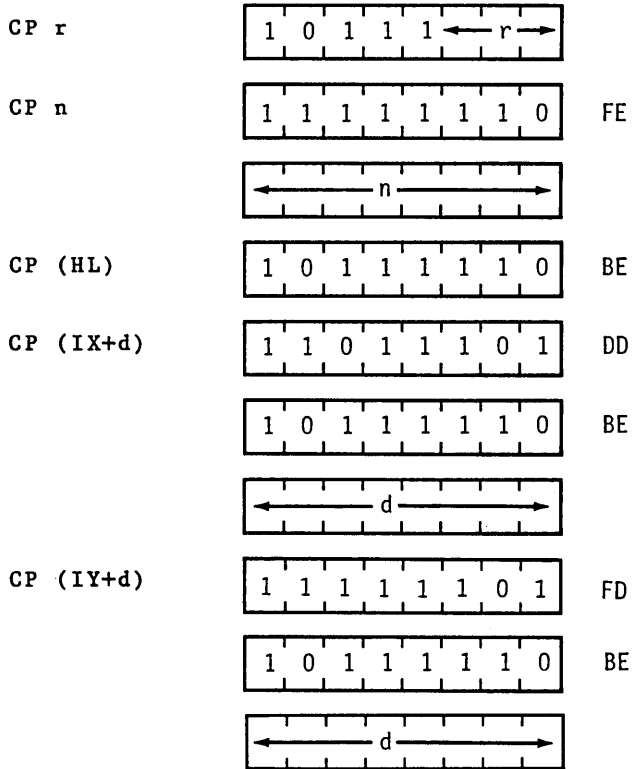 CP r 1 0 1 1 1 r
CP n 1 1 1 1 1 1 1 0 FE
n
CP (HL) 1 0 1 1 1 1 1 0 BE
CP (IX+d) 1 1 0 1 1 1 0 1 DD
1 0 1 1 1 1 1 0 BE
d
CP (IY+d) 1 1 1 1 1 1 0 1 FD
1 0 1 1 1 1 1 0 BE
d